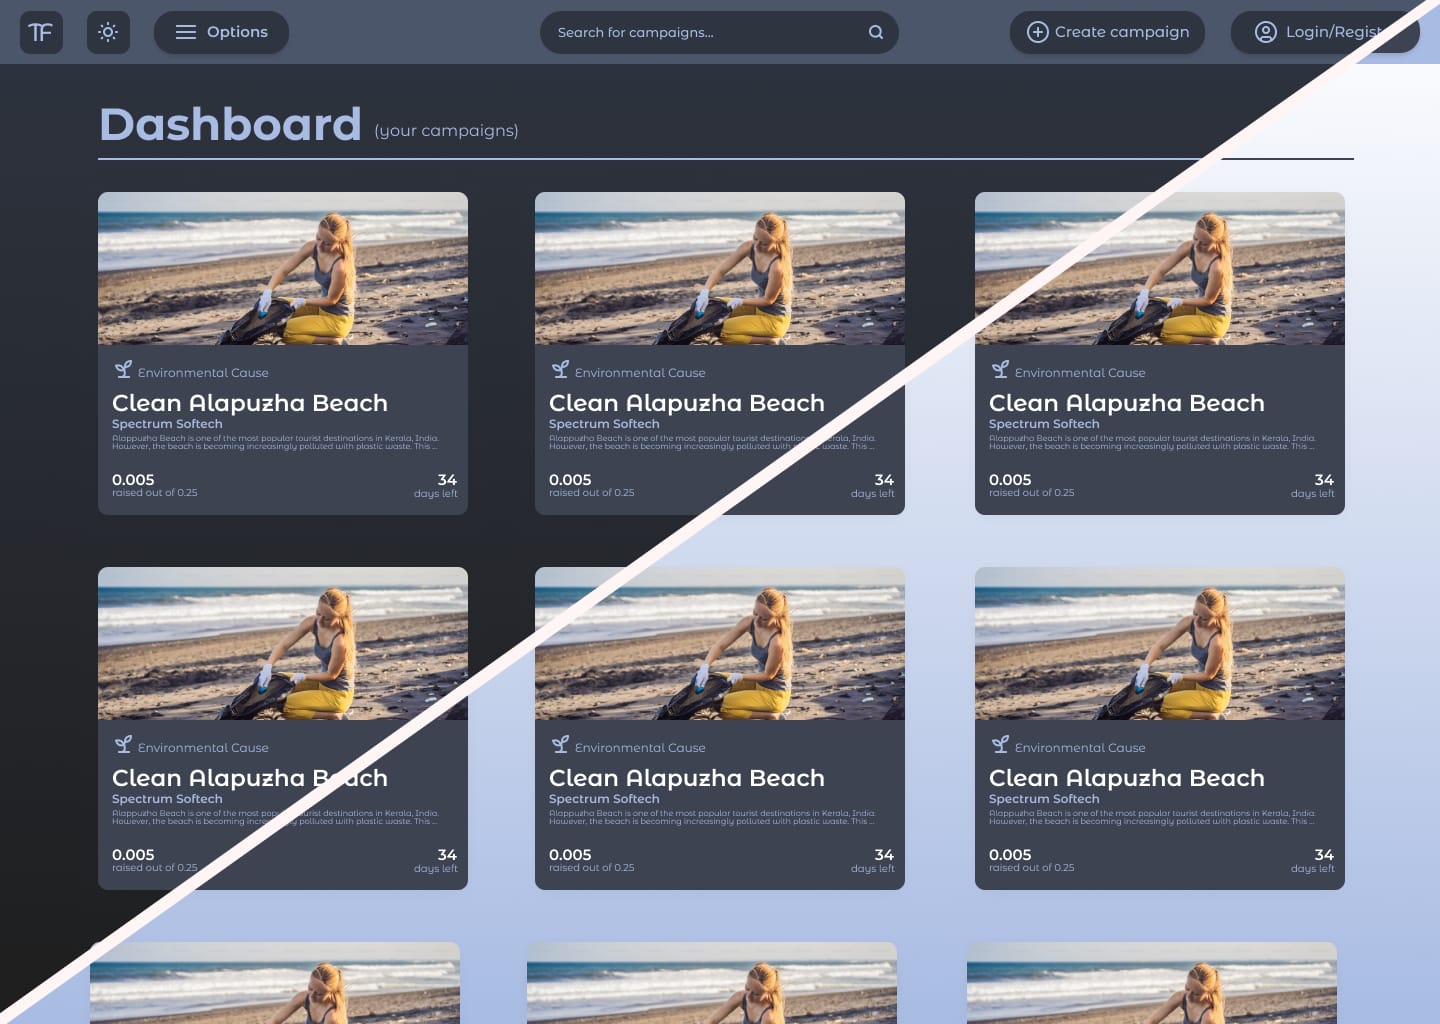 TF
Options
Search for campaigns...
Create campaign
Login/Regist
Dashboard (your campaigns)
Environmental Cause
Clean Alapuzha Beach
Spectrum Softech
Alappuzha Beach is one of the most popular tourist destinations in Kerala, India.
However, the beach is becoming increasingly polluted with plastic waste. This ...
0.005
raised out of 0.25
34
days left
Environmental Cause
Clean Alapuzha Beach
Spectrum Softech
Alappuzha Beach is one of the most popular tourist destinations in Kerala, India.
However, the beach is becoming increasingly polluted with plastic waste. This ...
0.005
raised out of 0.25
34
days left
Environmental Cause
Clean Alapuzha Beach
Spectrum Softech
Alappuzha Beach is one of the most popular tourist destinations in Kerala, India.
However, the beach is becoming increasingly polluted with plastic waste. This ...
0.005
raised out of 0.25
34
days left
Environmental Cause
Clean Alapuzha Beach
Spectrum Softech
Alappuzha Beach is one of the most popular tourist destinations in Kerala, India.
However, the beach is becoming increasingly polluted with plastic waste. This ...
0.005
raised out of 0.25
34
days left
Environmental Cause
Clean Alapuzha Beach
Spectrum Softech
Alappuzha Beach is one of the most popular tourist destinations in Kerala, India.
However, the beach is becoming increasingly polluted with plastic waste. This ...
0.005
raised out of 0.25
34
days left
Environmental Cause
Clean Alapuzha Beach
Spectrum Softech
Alappuzha Beach is one of the most popular tourist destinations in Kerala, India.
However, the beach is becoming increasingly polluted with plastic waste. This ...
0.005
raised out of 0.25
34
days left